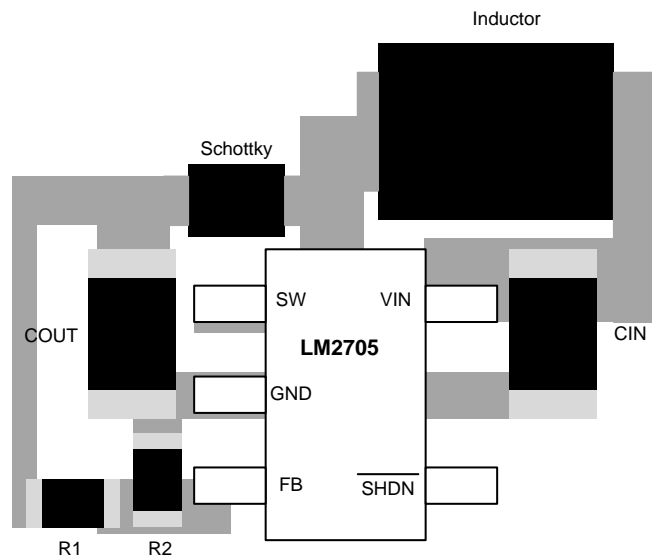 Inductor
Schottky
SW
VIN
COUT
LM2705
CIN
GND
FB
SHDN
R1
R2